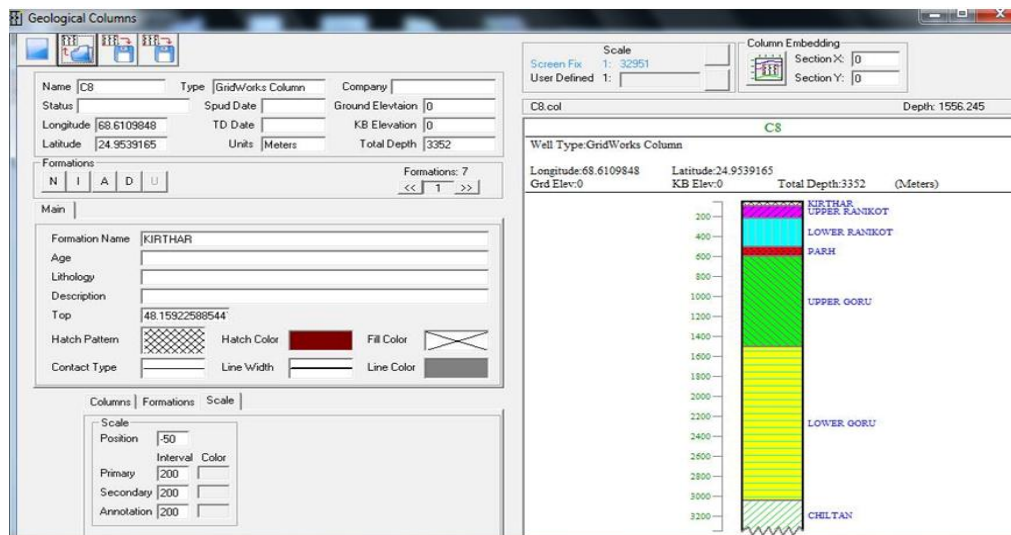 Geological Columns
Name C8 Type GridWorks Column Company
Status Spud Date Ground Elevtaion 0
Longitude 68.6109848 TD Date KB Elevation 0
Latitude 24.9539165 Units Meters Total Depth 3352
Formations
N I A D U
Formations: 7
<< 1 >>
Main
Formation Name KIRTHAR
Age
Lithology
Description
Top 48.15922588544
Hatch Pattern Hatch Color Fill Color
Contact Type Line Width Line Color
Columns Formations Scale
Scale
Position -50
Interval Color
Primary 200
Secondary 200
Annotation 200
Scale
Screen Fix 1: 32951
User Defined 1:
Column Embedding
Section X: 0
Section Y: 0
C8.col Depth: 1556.245
C8
Well Type:GridWorks Column
Longitude:68.6109848 Latitude:24.9539165
Grd Elev:0 KB Elev:0 Total Depth:3352 (Meters)
KIRTHAR
200 UPPER RANIKOT
400 LOWER RANIKOT
600 PARH
800
1000 UPPER GORU
1200
1400
1600
1800
2000
2200 LOWER GORU
2400
2600
2800
3000
3200 CHILTAN